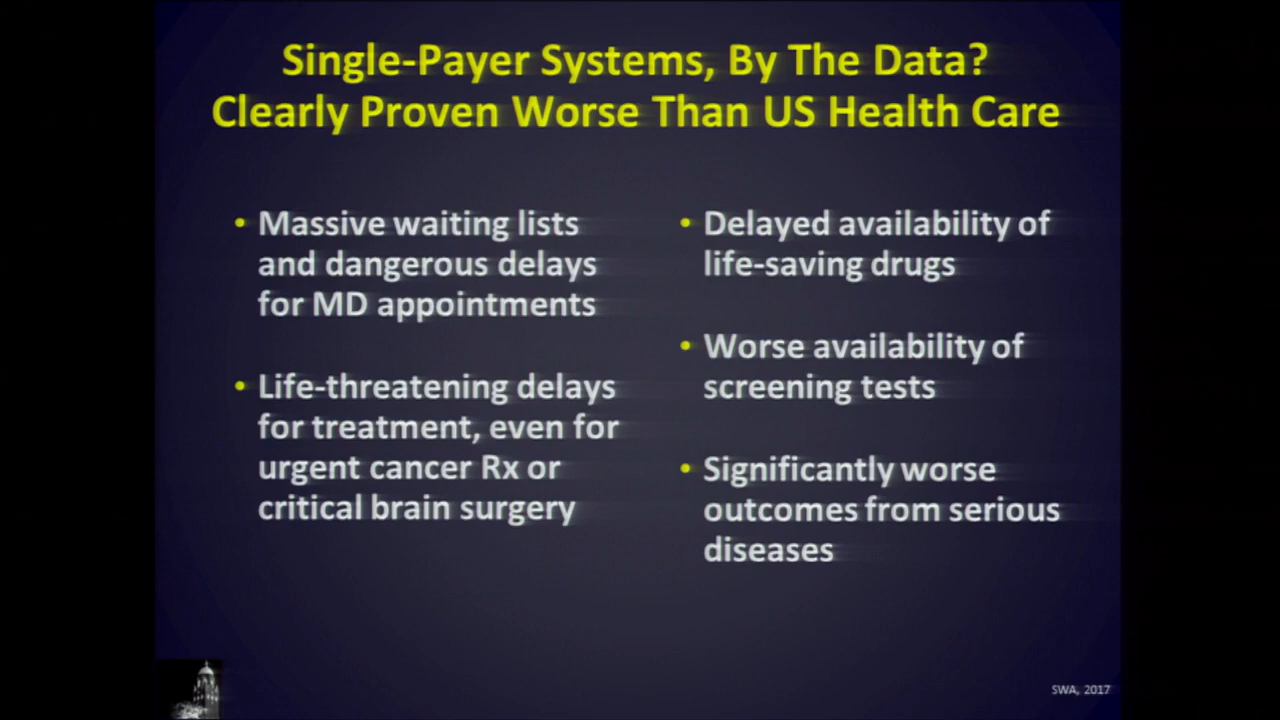 Single-Payer Systems, By The Data?
Clearly Proven Worse Than US Health Care
• Massive waiting lists
and dangerous delays
for MD appointments
• Life-threatening delays
for treatment, even for
urgent cancer Rx or
critical brain surgery
• Delayed availability of
life-saving drugs
• Worse availability of
screening tests
• Significantly worse
outcomes from serious
diseases
SWA, 2017